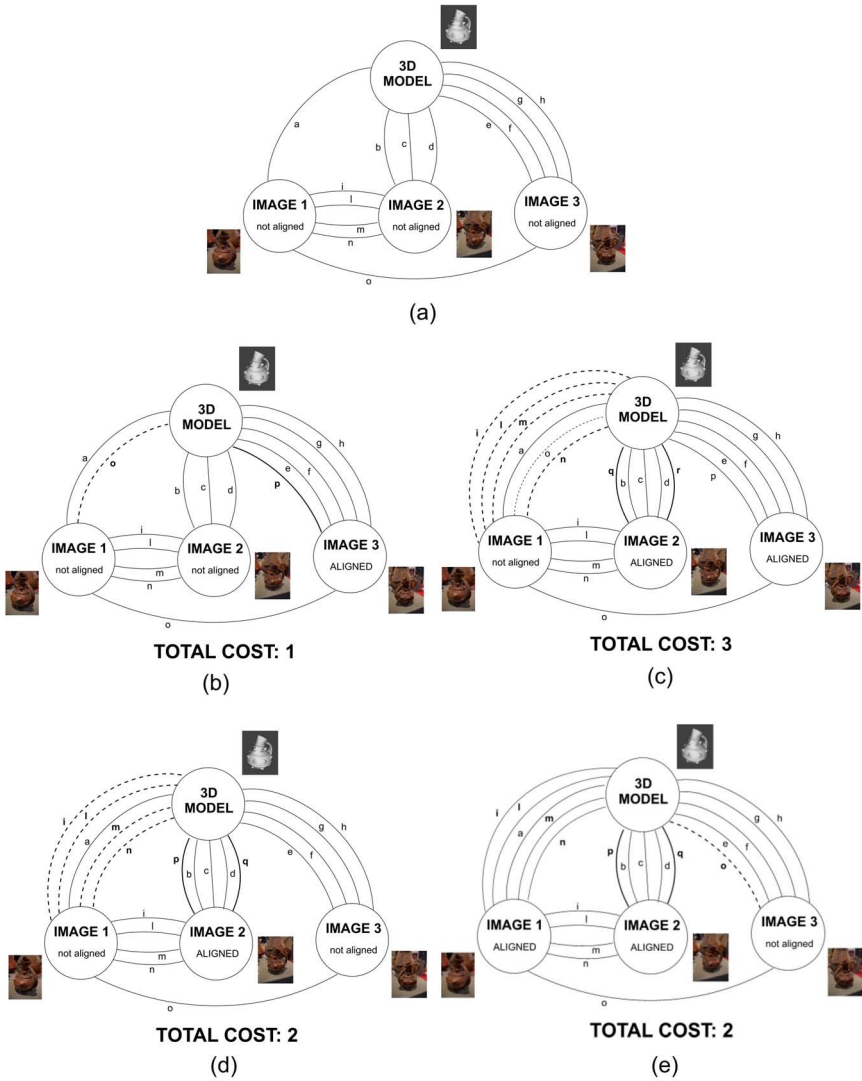 3D
MODEL
a
b
c
d
e
f
g
h
IMAGE 1
not aligned
i
l
m
n
IMAGE 2
not aligned
IMAGE 3
not aligned
o
(a)
3D
MODEL
a
o
b
c
d
p
e
f
g
h
IMAGE 1
not aligned
i
l
m
n
IMAGE 2
not aligned
IMAGE 3
ALIGNED
o
TOTAL COST: 1
(b)
3D
MODEL
i
l
m
a
o
n
q
b
c
d
r
p
e
f
g
h
IMAGE 1
not aligned
i
l
m
n
IMAGE 2
ALIGNED
IMAGE 3
ALIGNED
o
TOTAL COST: 3
(c)
3D
MODEL
i
l
a
m
n
p
b
c
d
q
e
f
g
h
IMAGE 1
not aligned
i
l
m
n
IMAGE 2
ALIGNED
IMAGE 3
not aligned
o
TOTAL COST: 2
(d)
3D
MODEL
i
l
a
m
n
p
b
c
d
q
o
e
f
g
h
IMAGE 1
ALIGNED
i
l
m
n
IMAGE 2
ALIGNED
IMAGE 3
not aligned
o
TOTAL COST: 2
(e)